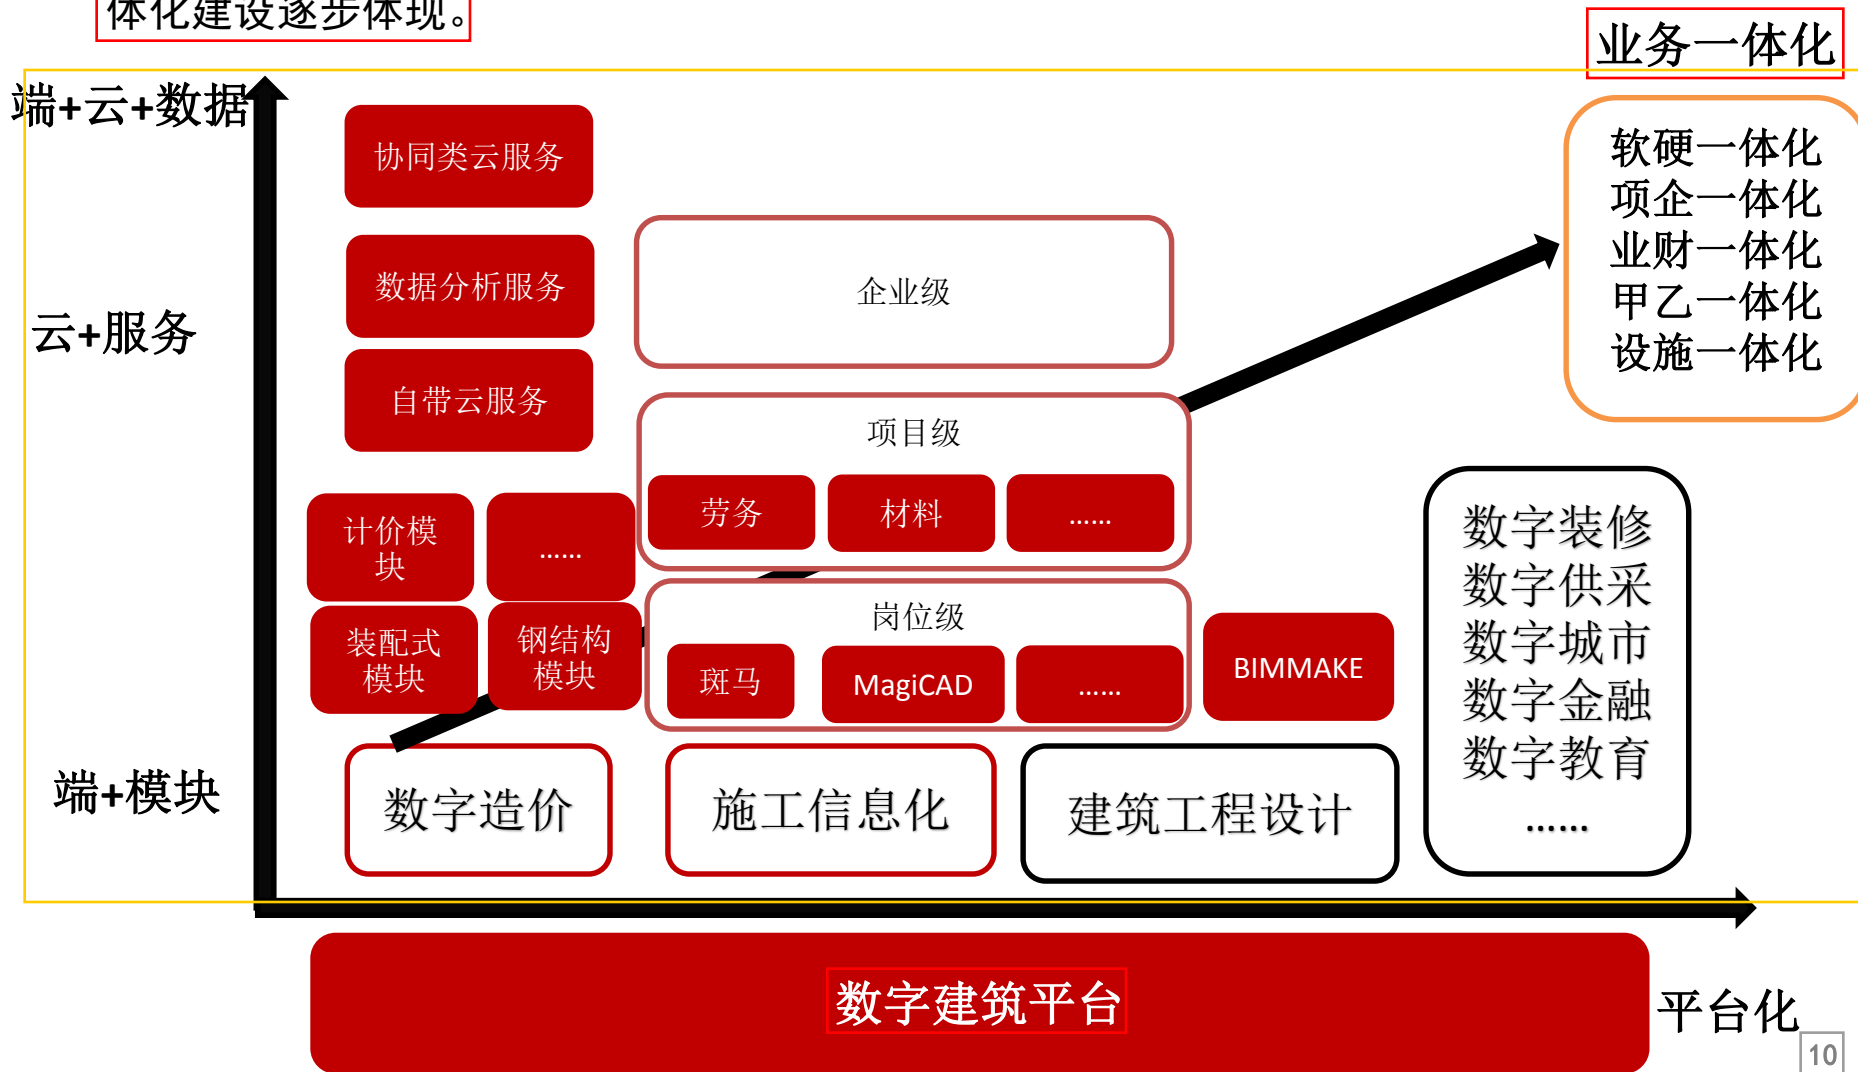 体化建设逐步体现。
业务一体化
端+云+数据
云+服务
端+模块
协同类云服务
数据分析服务
自带云服务
计价模
块
……
装配式
模块
钢结构
模块
企业级
项目级
劳务
材料
……
岗位级
斑马
MagiCAD
……
BIMMAKE
数字造价
施工信息化
建筑工程设计
软硬一体化
项企一体化
业财一体化
甲乙一体化
设施一体化
数字装修
数字供采
数字城市
数字金融
数字教育
……
数字建筑平台
平台化
10